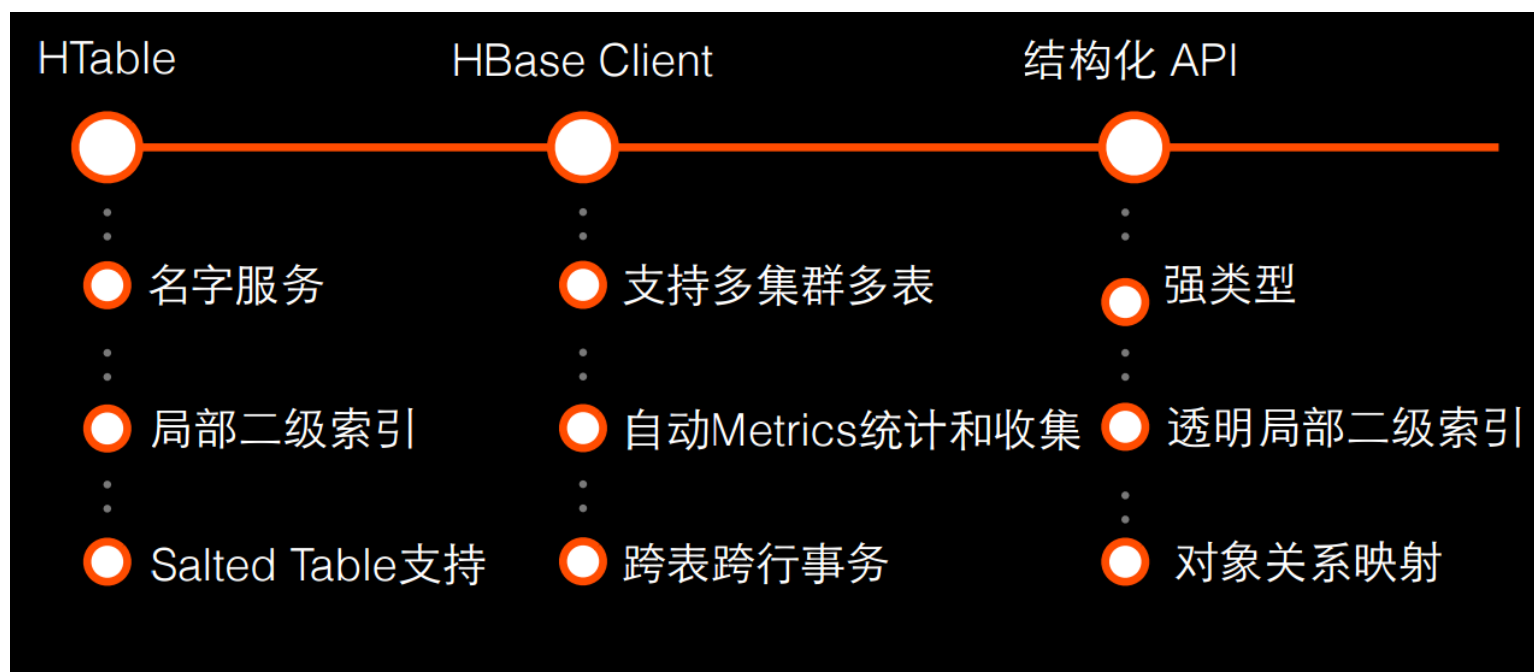 HTable
HBase Client
结构化 API
名字服务
支持多集群多表
强类型
局部二级索引
自动Metrics统计和收集
透明局部二级索引
Salted Table支持
跨表跨行事务
对象关系映射